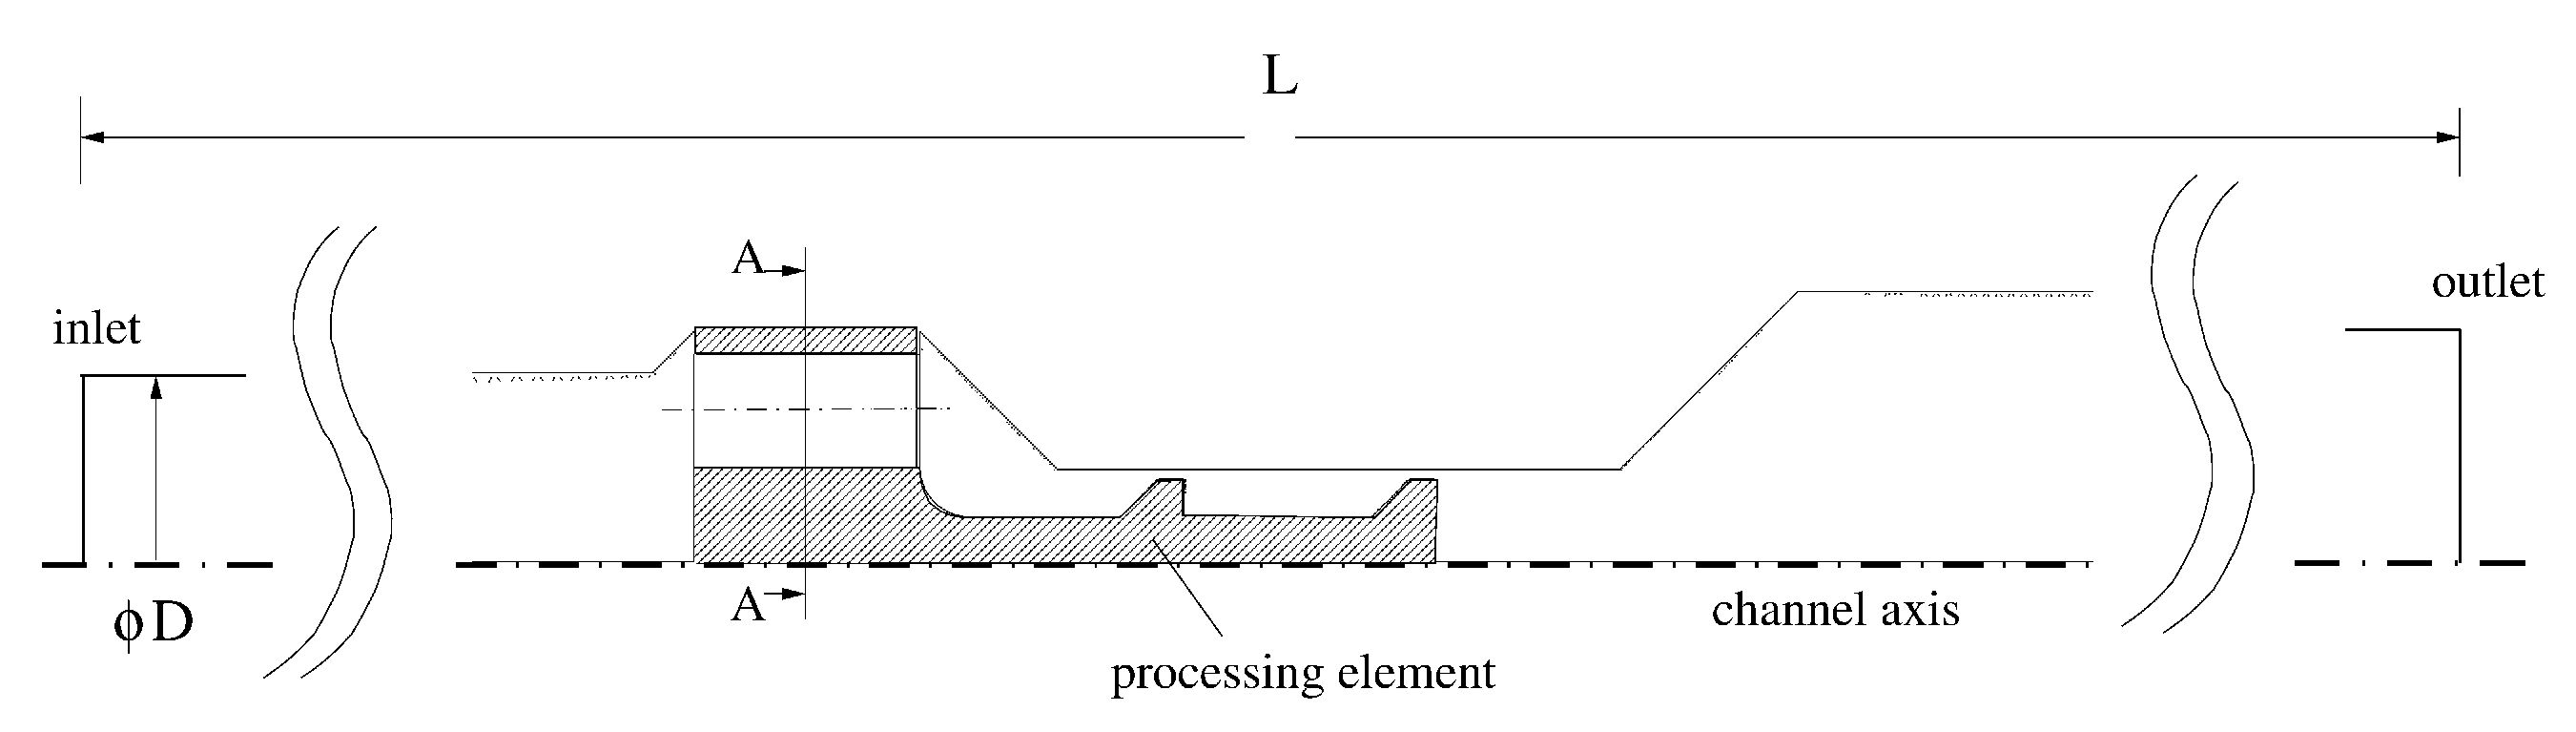 L
A
inlet
outlet
A
ϕD
channel axis
processing element